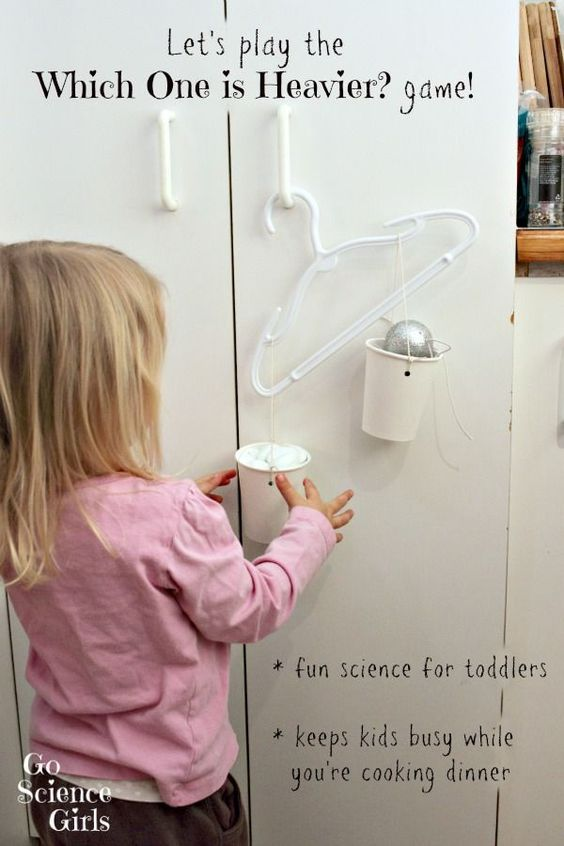 Let's play the
Which One is Heavier? game!
* fun science for toddlers
* keeps kids busy while
you're cooking dinner
Go
Science
Girls